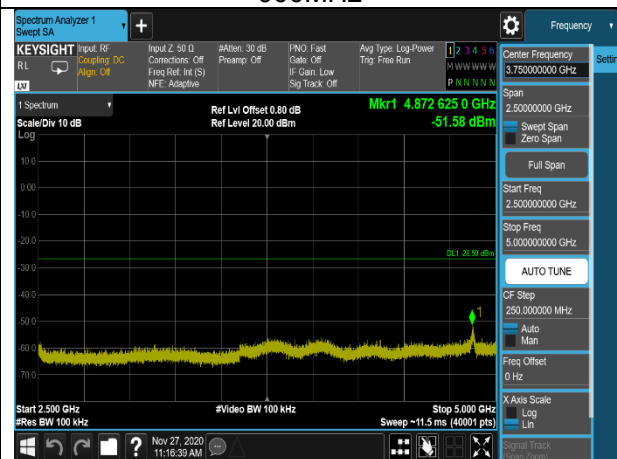 Spectrum Analyzer 1
Swept SA
+
Frequency
KEYSIGHT
RL
LXI
Input: RF
Coupling: DC
Align: Off
Input Z: 50 Ω
Corrections: Off
Freq Ref: Int (S)
NFE: Adaptive
#Atten: 30 dB
Preamp: Off
PNO: Fast
Gate: Off
IF Gain: Low
Sig Track: Off
Avg Type: Log-Power
Trig: Free Run
1 2 3 4 5 6
M W W W W W
P N N N N N
1 Spectrum
Scale/Div 10 dB
Log
Ref Lvl Offset 0.80 dB
Ref Level 20.00 dBm
Mkr1 4.872 625 0 GHz
-51.58 dBm
10.0
0.00
-10.0
-20.0
-30.0
-40.0
-50.0
-60.0
-70.0
DL1 -26.59 dBm
1
Start 2.500 GHz
#Res BW 100 kHz
#Video BW 100 kHz
Stop 5.000 GHz
Sweep ~11.5 ms (40001 pts)
Center Frequency
3.750000000 GHz
Settin
Span
2.50000000 GHz
Swept Span
Zero Span
Full Span
Start Freq
2.500000000 GHz
Stop Freq
5.000000000 GHz
AUTO TUNE
CF Step
250.000000 MHz
Auto
Man
Freq Offset
0 Hz
X Axis Scale
Log
Lin
Signal Track
(Span Zoom)
?
Nov 27, 2020
11:16:39 AM